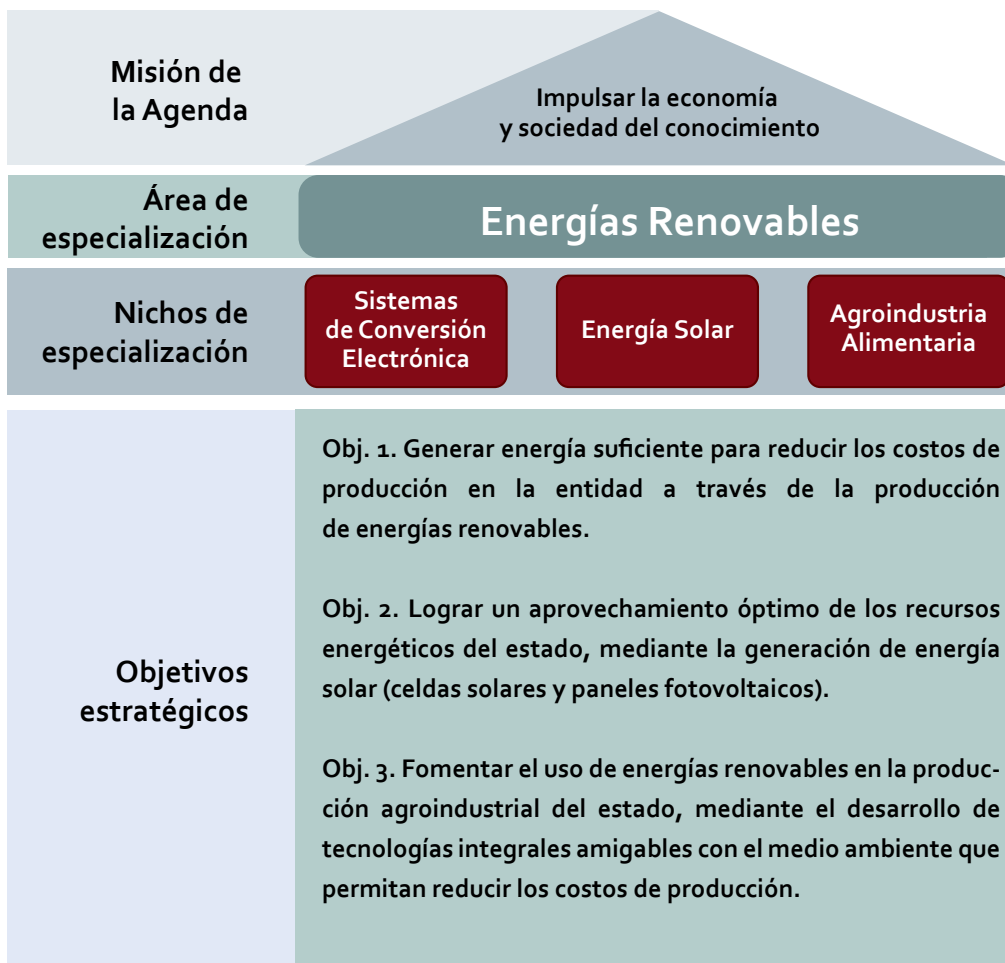 Misión de
la Agenda
Impulsar la economía
y sociedad del conocimiento
Área de
especialización
Energías Renovables
Nichos de
especialización
Sistemas
de Conversión
Electrónica
Energía Solar
Agroindustria
Alimentaria
Objetivos
estratégicos
Obj. 1. Generar energía suficiente para reducir los costos de
producción en la entidad a través de la producción
de energías renovables.
Obj. 2. Lograr un aprovechamiento óptimo de los recursos
energéticos del estado, mediante la generación de energía
solar (celdas solares y paneles fotovoltaicos).
Obj. 3. Fomentar el uso de energías renovables en la produc-
ción agroindustrial del estado, mediante el desarrollo de
tecnologías integrales amigables con el medio ambiente que
permitan reducir los costos de producción.